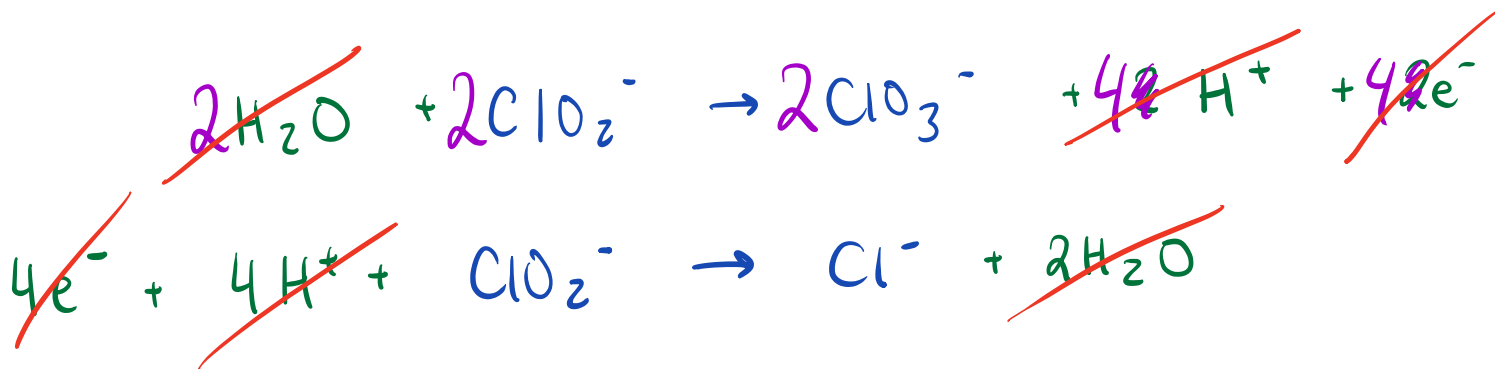 2H₂O + 2ClO₂⁻ → 2ClO₃⁻ + 4H⁺ + 4e⁻
4e⁻ + 4H⁺ + ClO₂⁻ → Cl⁻ + 2H₂O